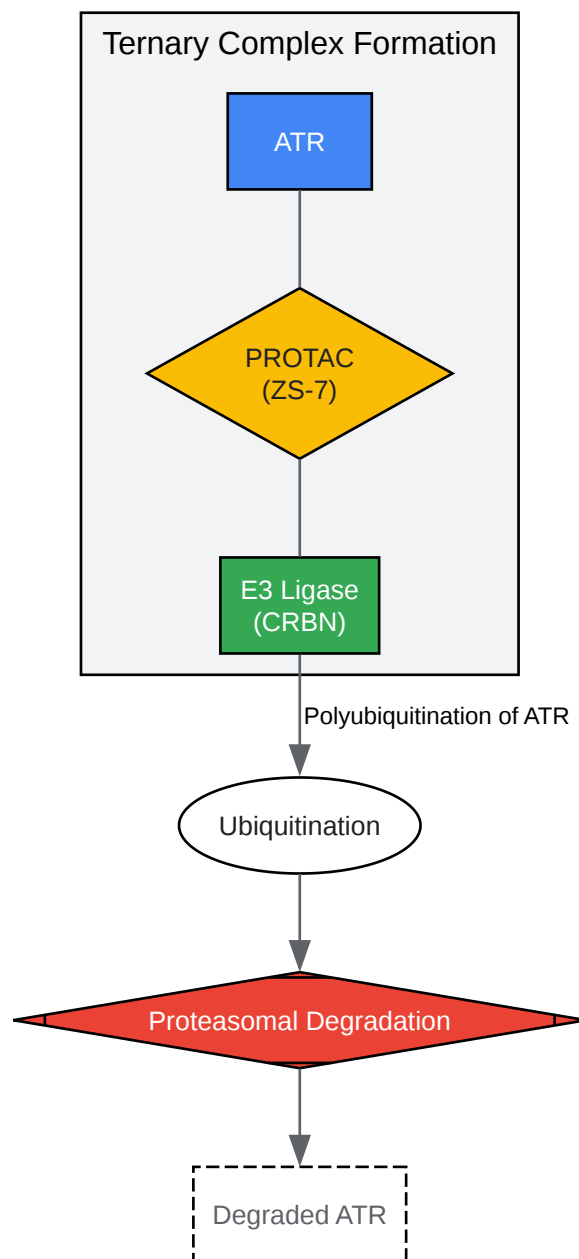 Ternary Complex Formation
ATR
PROTAC
(ZS-7)
E3 Ligase
(CRBN)
Polyubiquitination of ATR
Ubiquitination
Proteasomal Degradation
Degraded ATR